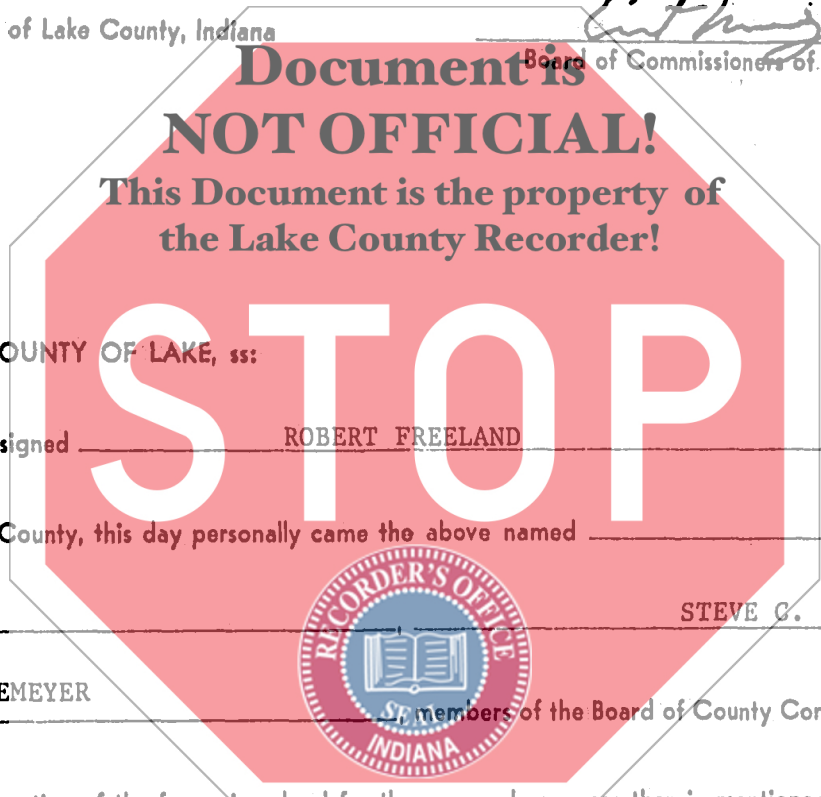 of Lake County, Indiana
Board of Commissioners of
Document is
NOT OFFICIAL!
This Document is the property of
the Lake County Recorder!
STOP
OUNTY OF LAKE, ss:
signed ROBERT FREELAND
County, this day personally came the above named
STEVE C.
EMEYER
, members of the Board of County Cor
RECORDER'S OFFICE
SEAL
INDIANA